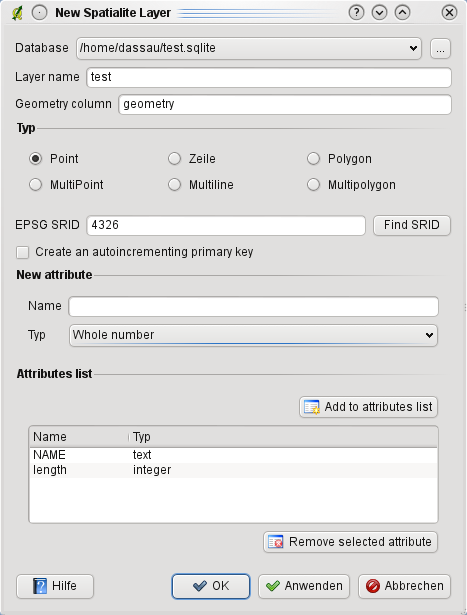 New Spatialite Layer
Database /home/dassau/test.sqlite ...
Layer name test
Geometry column geometry
Typ
Point Zeile Polygon
MultiPoint Multiline Multipolygon
EPSG SRID 4326 Find SRID
Create an autoincrementing primary key
New attribute
Name
Typ Whole number
Attributes list
Add to attributes list
Name Typ
NAME text
length integer
Remove selected attribute
Hilfe OK Anwenden Abbrechen